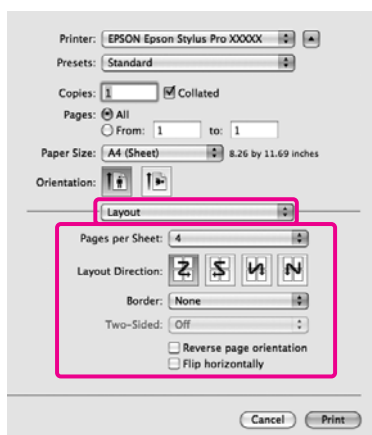 Printer: EPSON Epson Stylus Pro XXXXX
Presets: Standard
Copies: 1 Collated
Pages: All
From: 1 to: 1
Paper Size: A4 (Sheet) 8.26 by 11.69 inches
Orientation:
Layout
Pages per Sheet: 4
Layout Direction:
Border: None
Two-Sided: Off
Reverse page orientation
Flip horizontally
Cancel Print